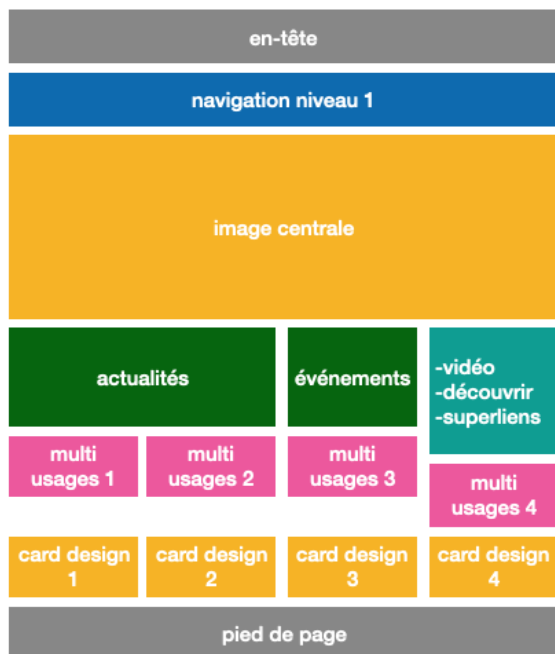 en-tête
navigation niveau 1
image centrale
actualités
événements
-vidéo
-découvrir
-superliens
multi
usages 1
multi
usages 2
multi
usages 3
multi
usages 4
card design
1
card design
2
card design
3
card design
4
pied de page